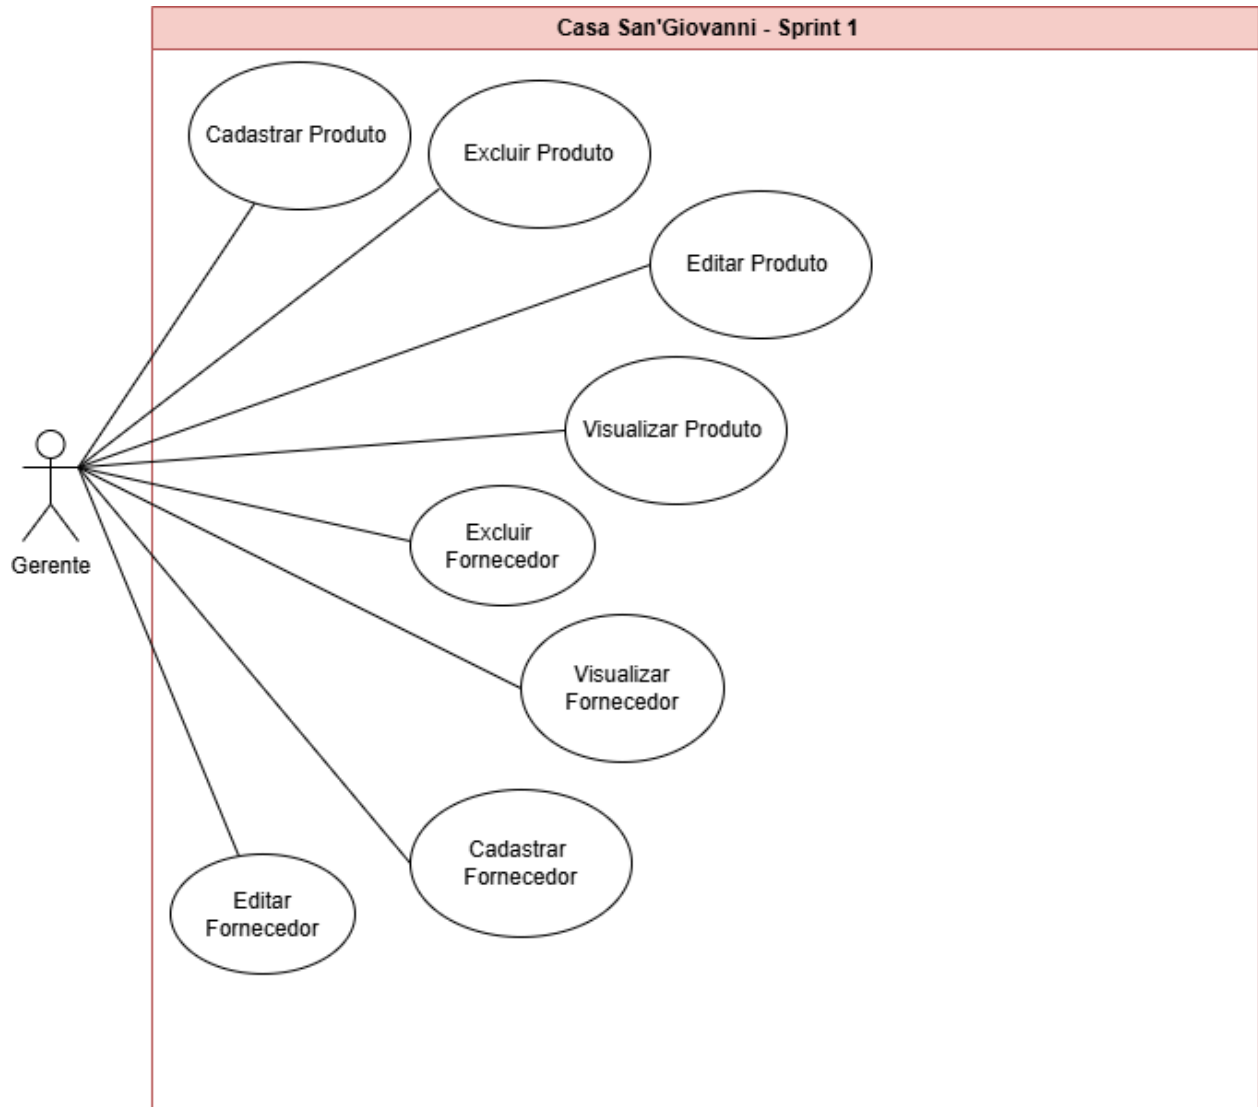 Casa San'Giovanni - Sprint 1
Cadastrar Produto
Excluir Produto
Editar Produto
Visualizar Produto
Excluir
Fornecedor
Gerente
Visualizar
Fornecedor
Cadastrar
Fornecedor
Editar
Fornecedor